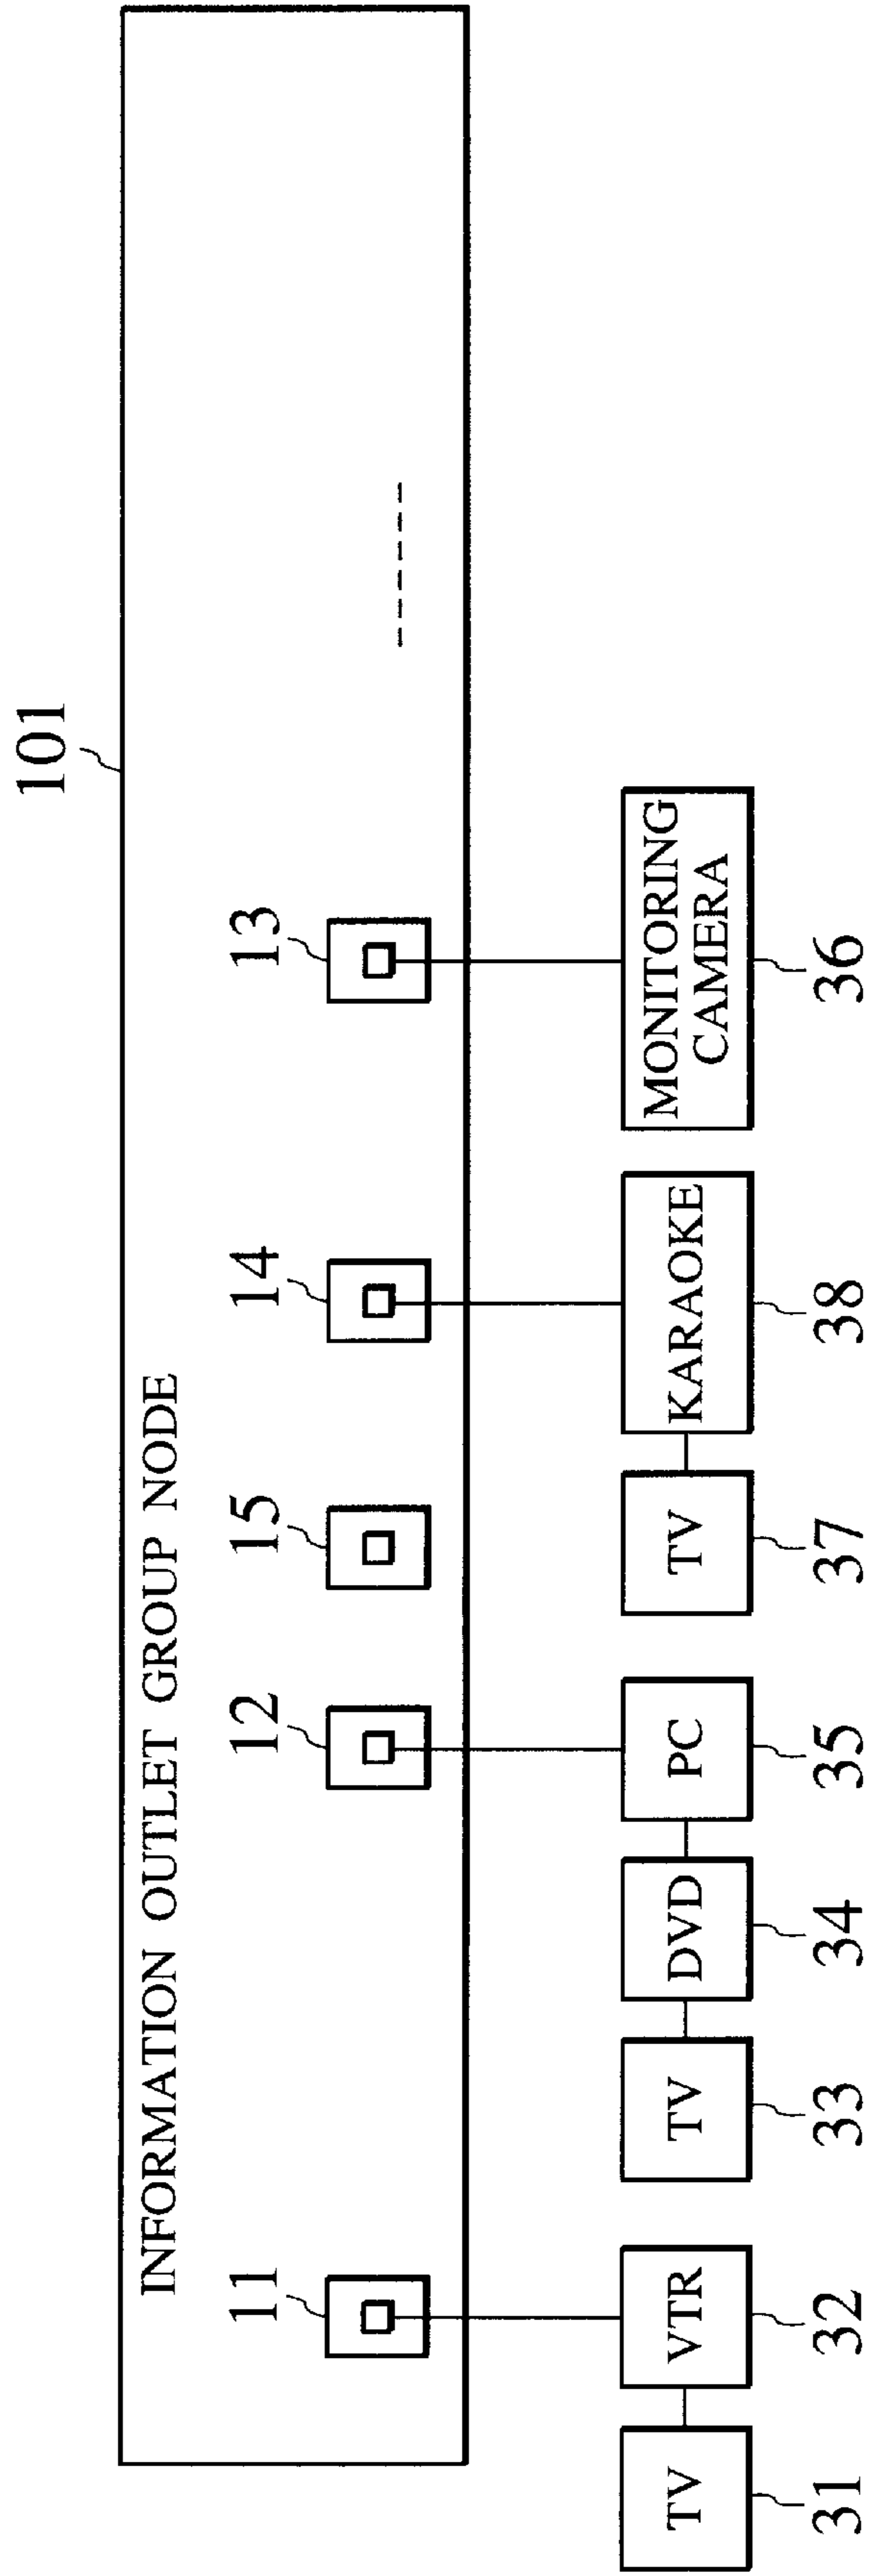 101
INFORMATION OUTLET GROUP NODE
11
12
15
14
13
TV
VTR
TV
DVD
PC
TV
KARAOKE
MONITORING
CAMERA
31
32
33
34
35
37
38
36